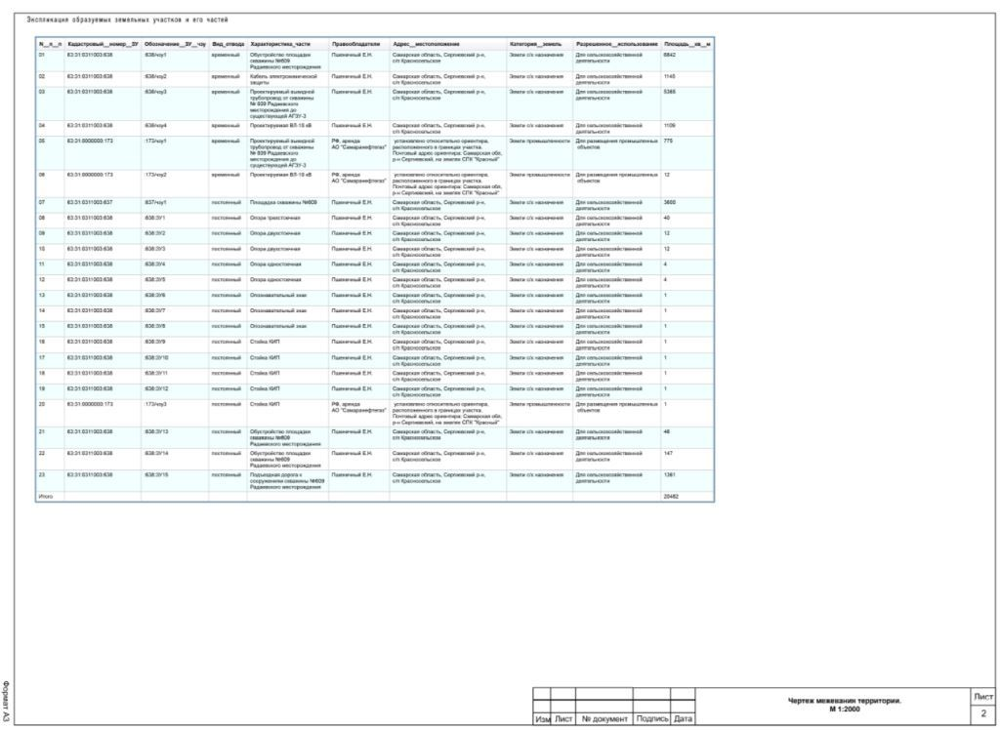 Экспликация образуемых земельных участков и его частей
N__п_п Кадастровый__номер__ЗУ Обозначение__ЗУ__чзу Вид_отвода Характеристика_части Правообладатели Адрес__местоположение Категория__земель Разрешенное__использование Площадь__кв__м
01 63:31:0311003:638 :638/чзу1 временный Обустройство площадки Пшеничный Е.Н. Самарская область, Сергиевский р-н, Земли с/х назначения Для сельскохозяйственной 6842
скважины №609 с/п Красносельское деятельности
Радаевского месторождения
02 63:31:0311003:638 :638/чзу2 временный Кабель электрохимической Пшеничный Е.Н. Самарская область, Сергиевский р-н, Земли с/х назначения Для сельскохозяйственной 1145
защиты с/п Красносельское деятельности
03 63:31:0311003:638 :638/чзу3 временный Проектируемый выкидной Пшеничный Е.Н. Самарская область, Сергиевский р-н, Земли с/х назначения Для сельскохозяйственной 5385
трубопровод от скважины с/п Красносельское деятельности
№ 609 Радаевского
месторождения до
существующей АГЗУ-3
04 63:31:0311003:638 :638/чзу4 временный Проектируемая ВЛ-10 кВ Пшеничный Е.Н. Самарская область, Сергиевский р-н, Земли с/х назначения Для сельскохозяйственной 1109
с/п Красносельское деятельности
05 63:31:0000000:173 :173/чзу1 временный Проектируемый выкидной РФ, аренда установлено относительно ориентира, Земли промышленности Для размещения промышленных 775
трубопровод от скважины АО "Самаранефтегаз" расположенного в границах участка. объектов
№ 609 Радаевского Почтовый адрес ориентира: Самарская обл,
месторождения до р-н Сергиевский, на землях СПК "Красный"
существующей АГЗУ-3
06 63:31:0000000:173 :173/чзу2 временный Проектируемая ВЛ-10 кВ РФ, аренда установлено относительно ориентира, Земли промышленности Для размещения промышленных 12
АО "Самаранефтегаз" расположенного в границах участка. объектов
Почтовый адрес ориентира: Самарская обл,
р-н Сергиевский, на землях СПК "Красный"
07 63:31:0311003:637 :637/чзу1 постоянный Площадка скважины №609 Пшеничный Е.Н. Самарская область, Сергиевский р-н, Земли с/х назначения Для сельскохозяйственной 3600
с/п Красносельское деятельности
08 63:31:0311003:638 :638:ЗУ1 постоянный Опора трехстоечная Пшеничный Е.Н. Самарская область, Сергиевский р-н, Земли с/х назначения Для сельскохозяйственной 40
с/п Красносельское деятельности
09 63:31:0311003:638 :638:ЗУ2 постоянный Опора двухстоечная Пшеничный Е.Н. Самарская область, Сергиевский р-н, Земли с/х назначения Для сельскохозяйственной 12
с/п Красносельское деятельности
10 63:31:0311003:638 :638:ЗУ3 постоянный Опора двухстоечная Пшеничный Е.Н. Самарская область, Сергиевский р-н, Земли с/х назначения Для сельскохозяйственной 12
с/п Красносельское деятельности
11 63:31:0311003:638 :638:ЗУ4 постоянный Опора одностоечная Пшеничный Е.Н. Самарская область, Сергиевский р-н, Земли с/х назначения Для сельскохозяйственной 4
с/п Красносельское деятельности
12 63:31:0311003:638 :638:ЗУ5 постоянный Опора одностоечная Пшеничный Е.Н. Самарская область, Сергиевский р-н, Земли с/х назначения Для сельскохозяйственной 4
с/п Красносельское деятельности
13 63:31:0311003:638 :638:ЗУ6 постоянный Опознавательный знак Пшеничный Е.Н. Самарская область, Сергиевский р-н, Земли с/х назначения Для сельскохозяйственной 1
с/п Красносельское деятельности
14 63:31:0311003:638 :638:ЗУ7 постоянный Опознавательный знак Пшеничный Е.Н. Самарская область, Сергиевский р-н, Земли с/х назначения Для сельскохозяйственной 1
с/п Красносельское деятельности
15 63:31:0311003:638 :638:ЗУ8 постоянный Опознавательный знак Пшеничный Е.Н. Самарская область, Сергиевский р-н, Земли с/х назначения Для сельскохозяйственной 1
с/п Красносельское деятельности
16 63:31:0311003:638 :638:ЗУ9 постоянный Стойка КИП Пшеничный Е.Н. Самарская область, Сергиевский р-н, Земли с/х назначения Для сельскохозяйственной 1
с/п Красносельское деятельности
17 63:31:0311003:638 :638:ЗУ10 постоянный Стойка КИП Пшеничный Е.Н. Самарская область, Сергиевский р-н, Земли с/х назначения Для сельскохозяйственной 1
с/п Красносельское деятельности
18 63:31:0311003:638 :638:ЗУ11 постоянный Стойка КИП Пшеничный Е.Н. Самарская область, Сергиевский р-н, Земли с/х назначения Для сельскохозяйственной 1
с/п Красносельское деятельности
19 63:31:0311003:638 :638:ЗУ12 постоянный Стойка КИП Пшеничный Е.Н. Самарская область, Сергиевский р-н, Земли с/х назначения Для сельскохозяйственной 1
с/п Красносельское деятельности
20 63:31:0000000:173 :173/чзу3 постоянный Стойка КИП РФ, аренда установлено относительно ориентира, Земли промышленности Для размещения промышленных 1
АО "Самаранефтегаз" расположенного в границах участка. объектов
Почтовый адрес ориентира: Самарская обл,
р-н Сергиевский, на землях СПК "Красный"
21 63:31:0311003:638 :638:ЗУ13 постоянный Обустройство площадки Пшеничный Е.Н. Самарская область, Сергиевский р-н, Земли с/х назначения Для сельскохозяйственной 46
скважины №609 с/п Красносельское деятельности
Радаевского месторождения
22 63:31:0311003:638 :638:ЗУ14 постоянный Обустройство площадки Пшеничный Е.Н. Самарская область, Сергиевский р-н, Земли с/х назначения Для сельскохозяйственной 147
скважины №609 с/п Красносельское деятельности
Радаевского месторождения
23 63:31:0311003:638 :638:ЗУ15 постоянный Подъездная дорога к Пшеничный Е.Н. Самарская область, Сергиевский р-н, Земли с/х назначения Для сельскохозяйственной 1361
сооружениям скважины №609 с/п Красносельское деятельности
Радаевского месторождения
Итого 20482
Формат А3
Изм Лист № документ Подпись Дата
Чертеж межевания территории.
М 1:2000
Лист
2